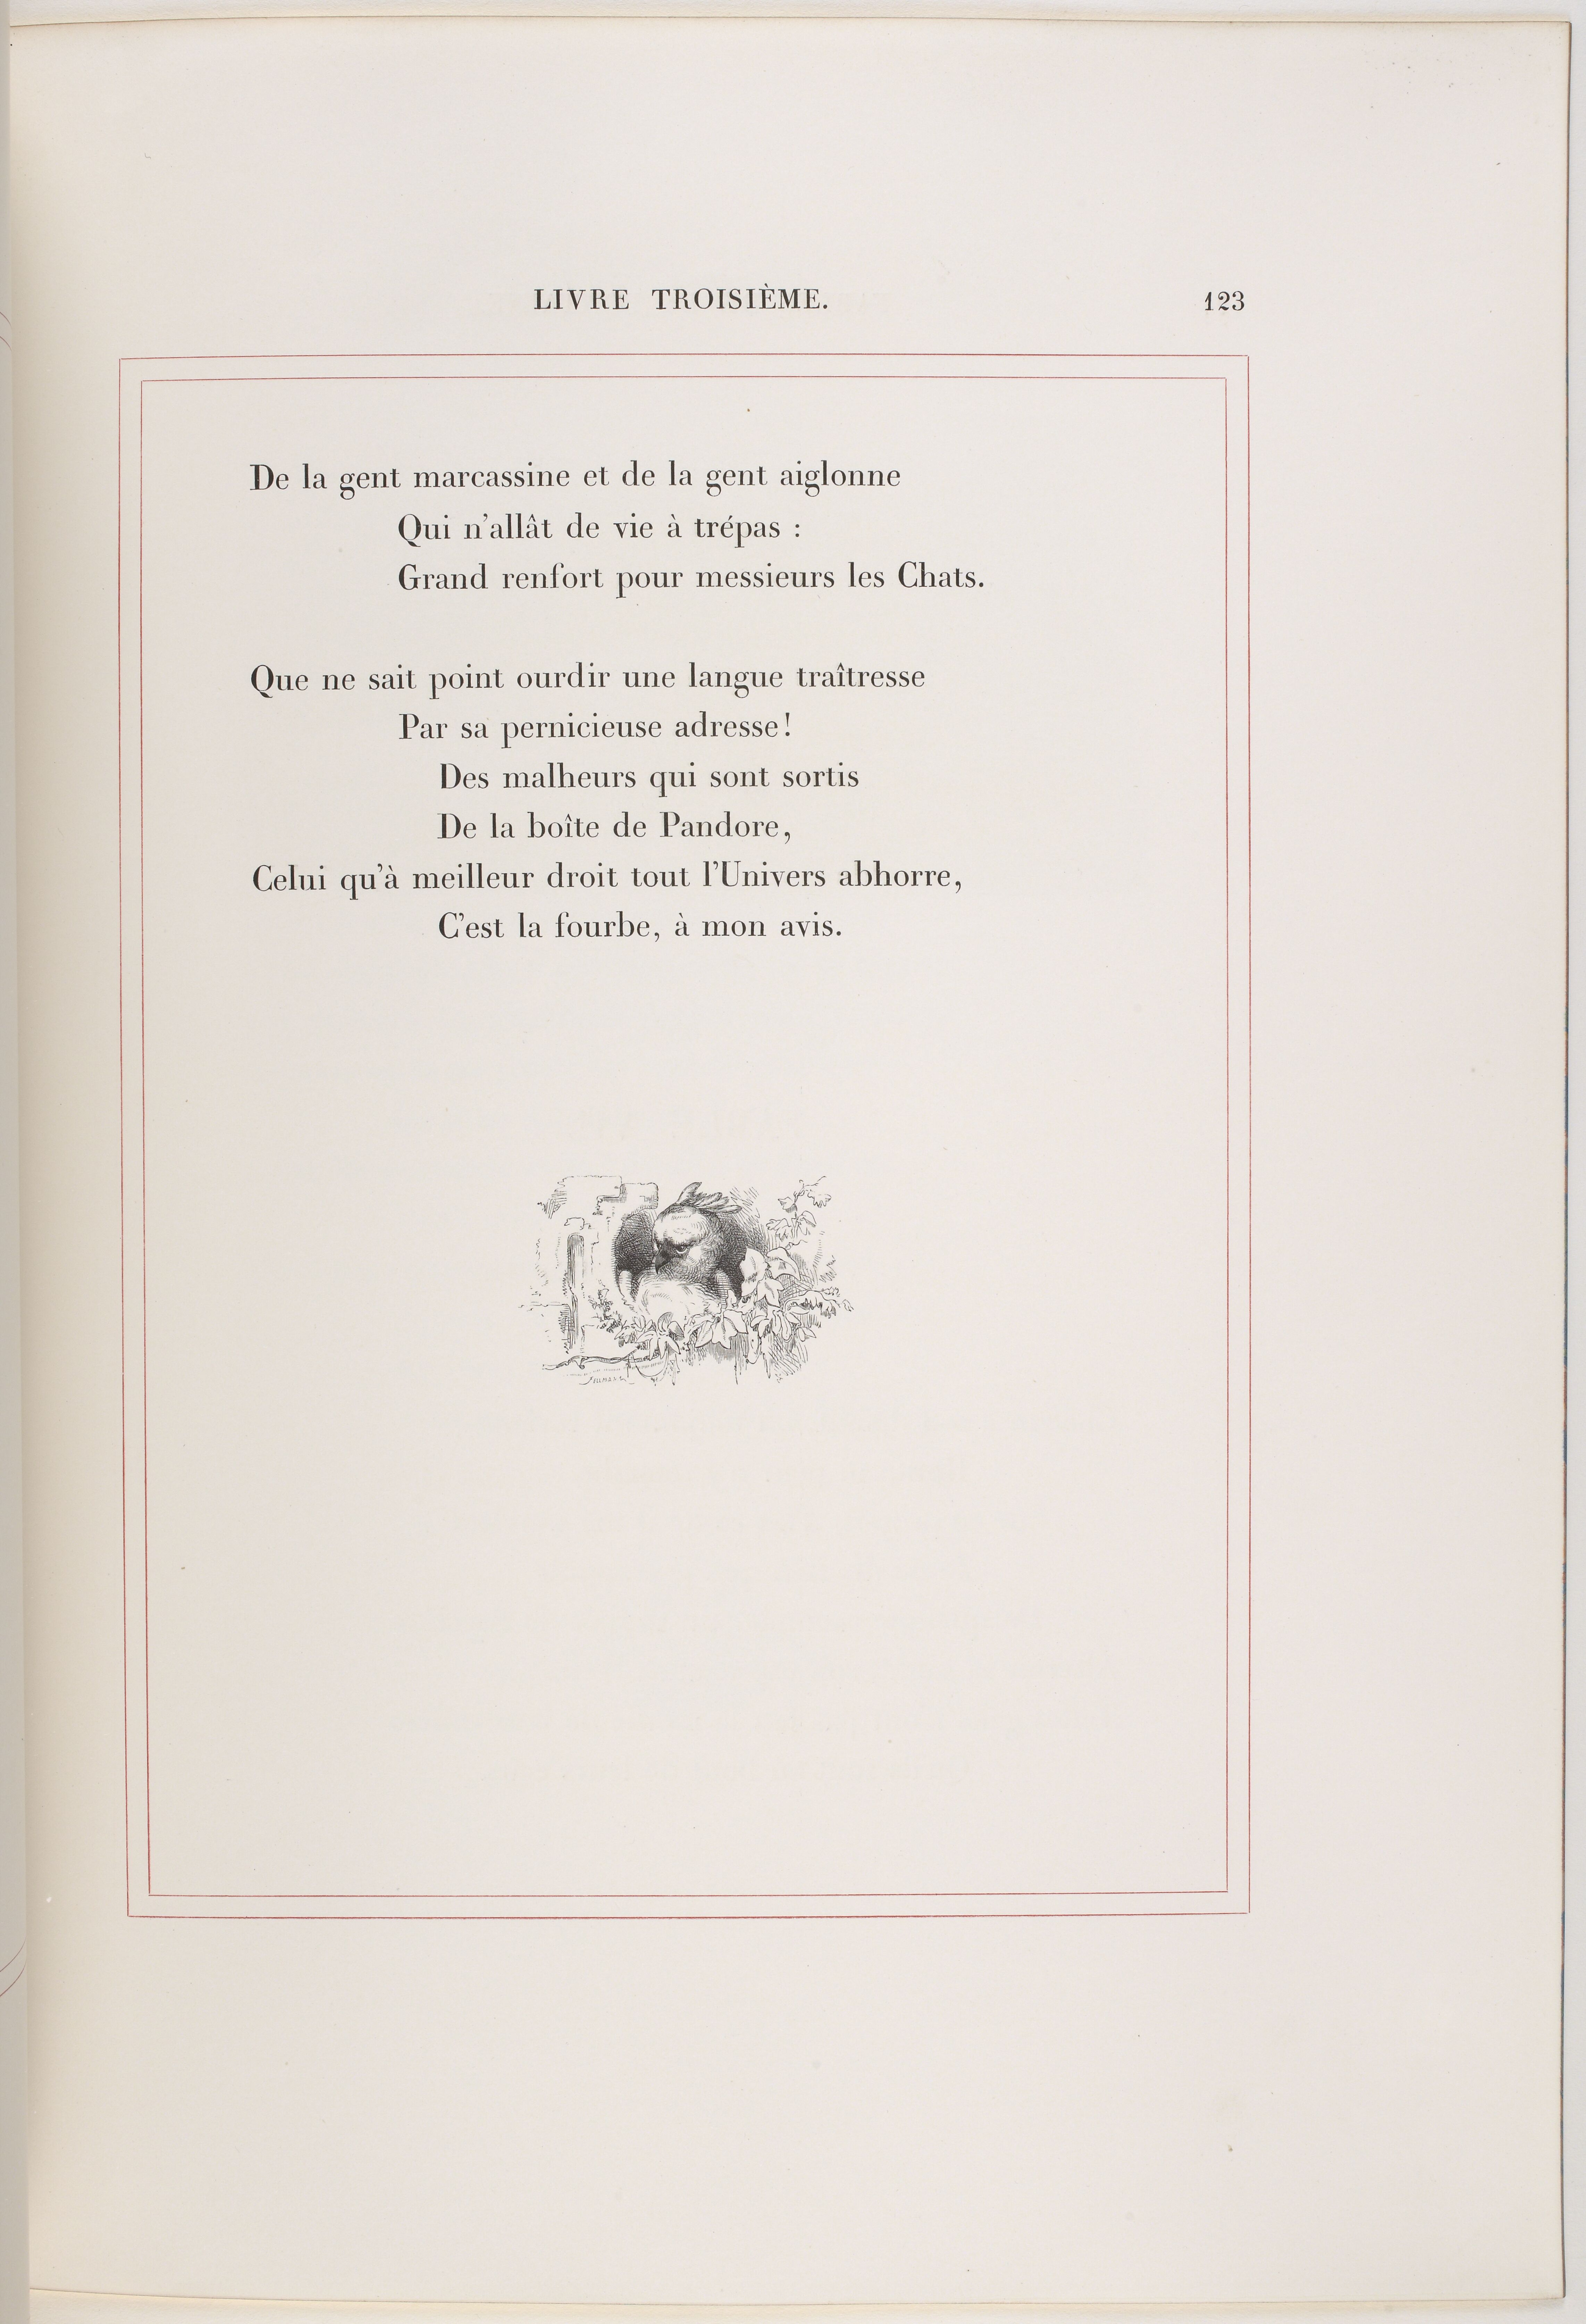 LIVRE TROISIÈME. 123
De la gent marcassine et de la gent aiglonne
Qui n'allât de vie à trépas :
Grand renfort pour messieurs les Chats.
Que ne sait point ourdir une langue traîtresse
Par sa pernicieuse adresse!
Des malheurs qui sont sortis
De la boîte de Pandore,
Celui qu'à meilleur droit tout l'Univers abhorre,
C'est la fourbe, à mon avis.